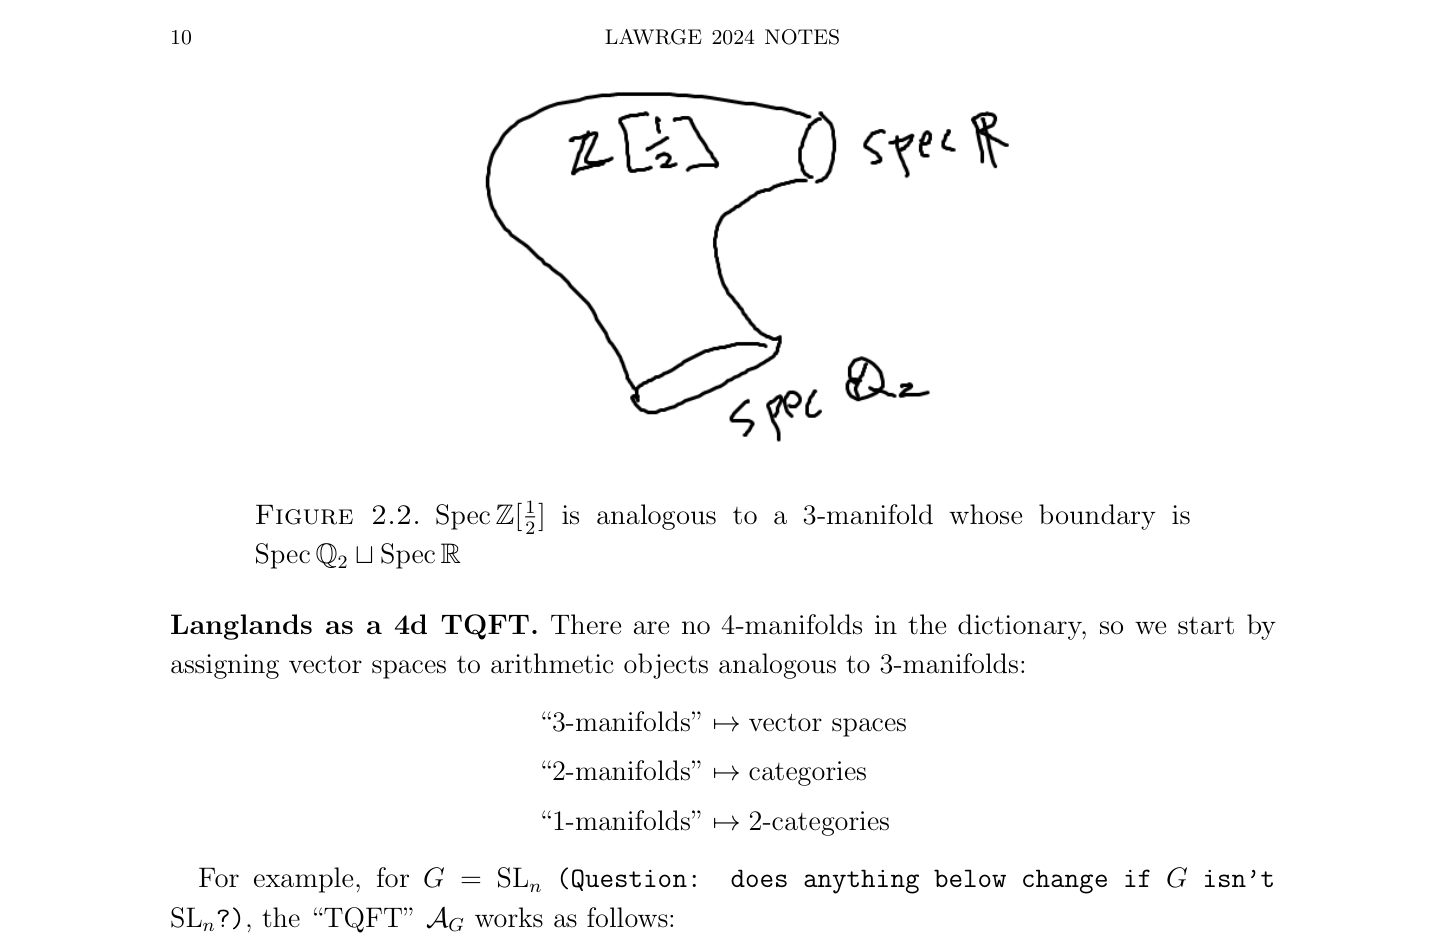 10 LAWRGE 2024 NOTES
ℤ[1/2]
Spec ℝ
Spec ℚ₂
FIGURE 2.2. Spec ℤ[1/2] is analogous to a 3-manifold whose boundary is
Spec ℚ₂ ⊔ Spec ℝ
Langlands as a 4d TQFT. There are no 4-manifolds in the dictionary, so we start by
assigning vector spaces to arithmetic objects analogous to 3-manifolds:
“3-manifolds” ↦ vector spaces
“2-manifolds” ↦ categories
“1-manifolds” ↦ 2-categories
For example, for G = SLₙ (Question: does anything below change if G isn't
SLₙ?), the “TQFT” 𝒜_G works as follows: